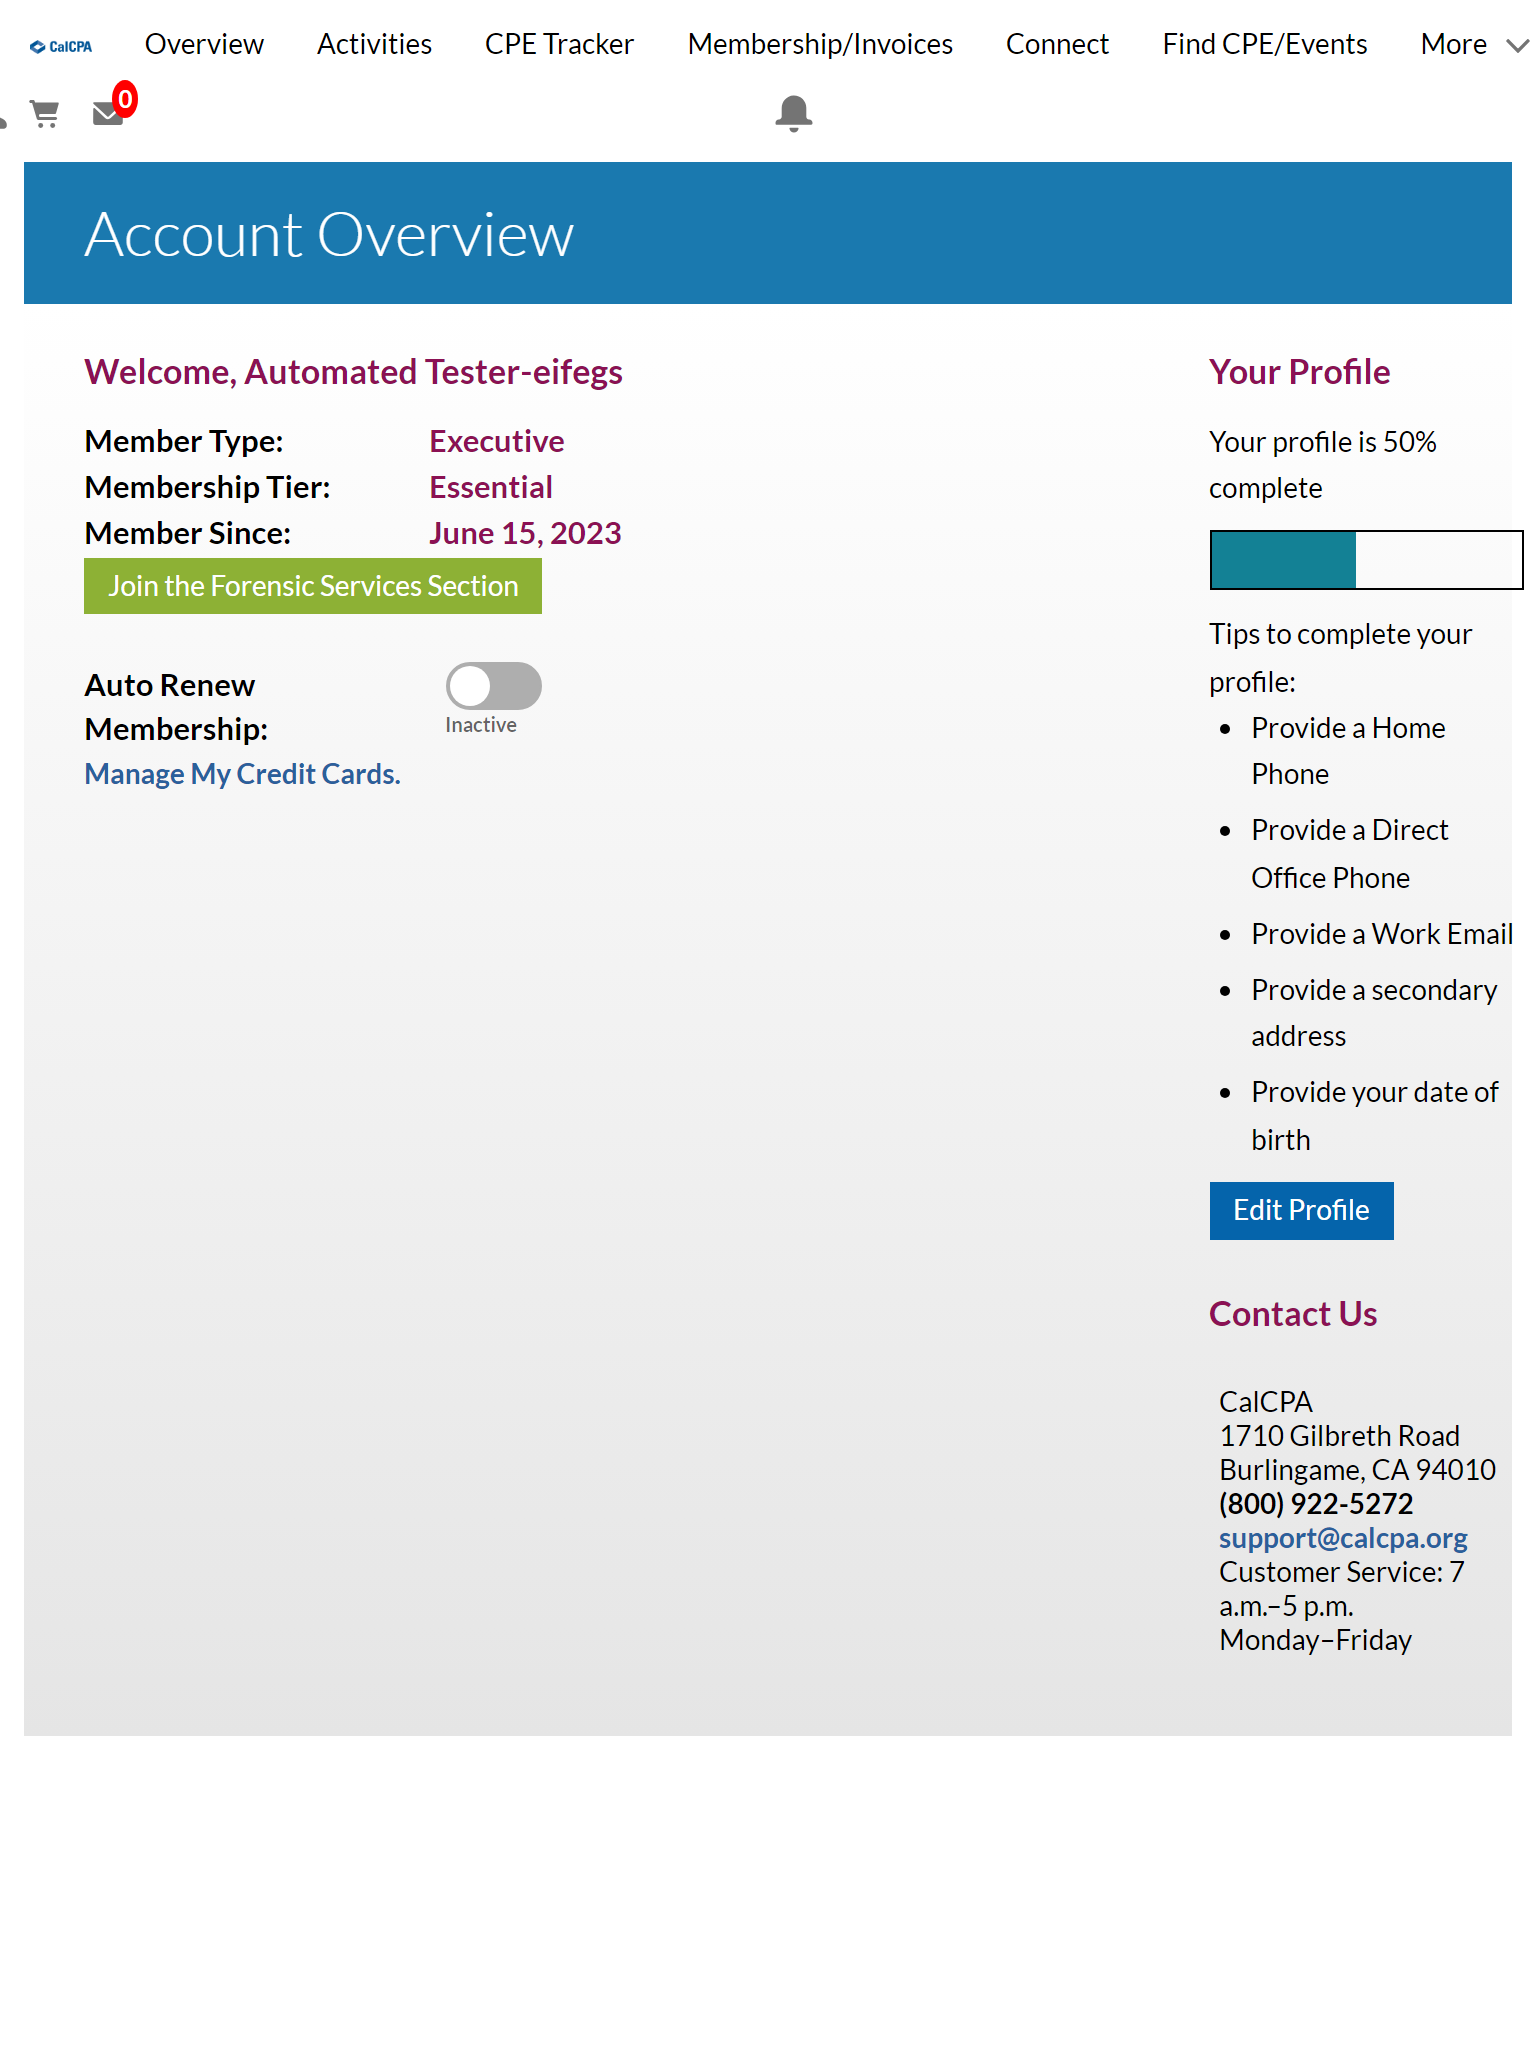 CalCPA Overview Activities CPE Tracker Membership/Invoices Connect Find CPE/Events More
0
Account Overview
Welcome, Automated Tester-eifegs
Member Type: Executive
Membership Tier: Essential
Member Since: June 15, 2023
Join the Forensic Services Section
Auto Renew
Membership:
Inactive
Manage My Credit Cards.
Your Profile
Your profile is 50%
complete
Tips to complete your
profile:
Provide a Home
Phone
Provide a Direct
Office Phone
Provide a Work Email
Provide a secondary
address
Provide your date of
birth
Edit Profile
Contact Us
CalCPA
1710 Gilbreth Road
Burlingame, CA 94010
(800) 922-5272
support@calcpa.org
Customer Service: 7
a.m.–5 p.m.
Monday–Friday